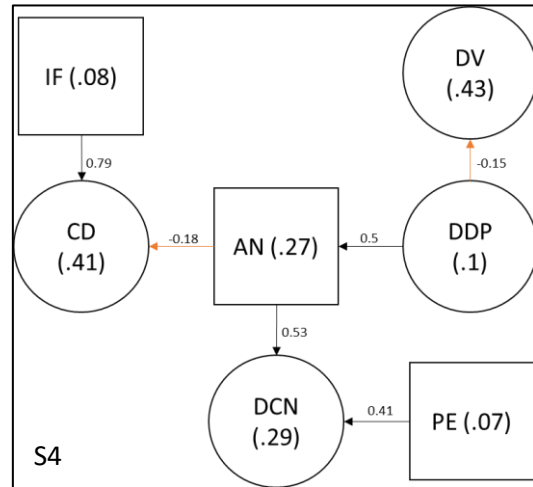 IF (.08)
DV
(.43)
0.79
-0.15
CD
(.41)
-0.18
AN (.27)
0.5
DDP
(.1)
0.53
DCN
(.29)
0.41
PE (.07)
S4